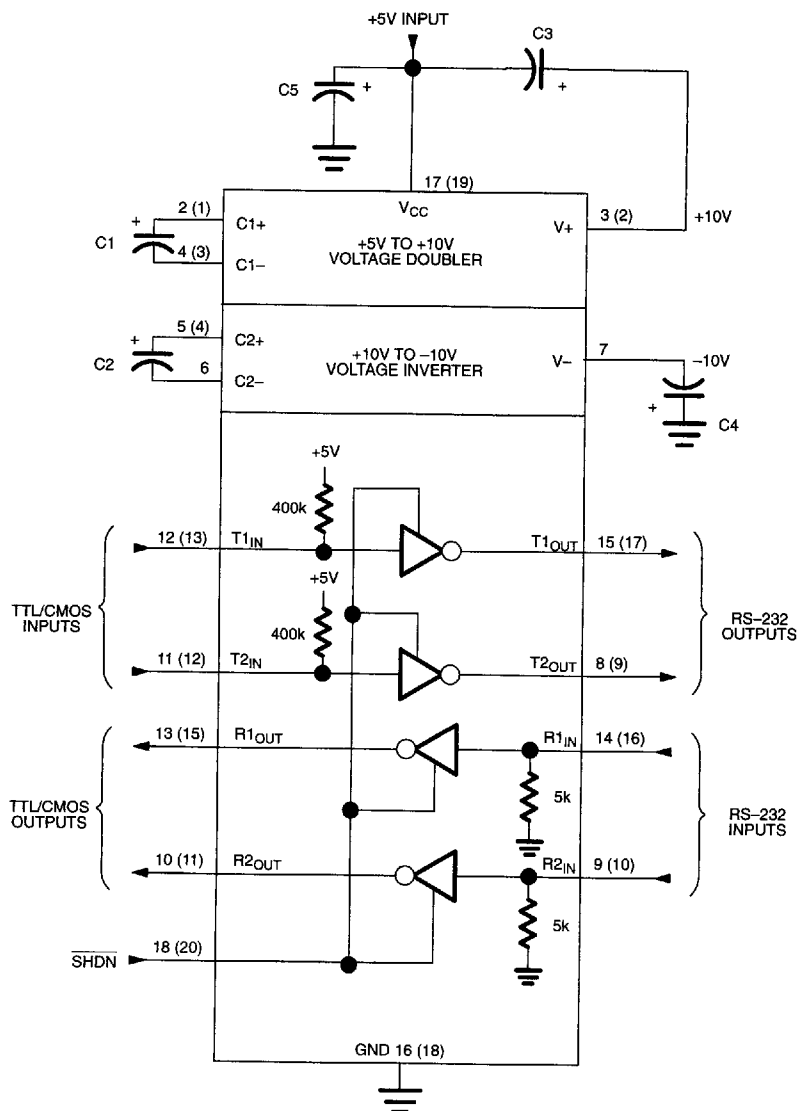 +5V INPUT
C3
C5
+
+
17 (19)
VCC
2 (1)
+
C1+
V+
3 (2)
+10V
C1
+5V TO +10V
VOLTAGE DOUBLER
4 (3)
C1–
5 (4)
+
C2+
C2
+10V TO –10V
VOLTAGE INVERTER
V–
7
–10V
6
C2–
+
C4
+5V
400k
12 (13)
T1IN
T1OUT
15 (17)
+5V
TTL/CMOS
INPUTS
400k
RS–232
OUTPUTS
11 (12)
T2IN
T2OUT
8 (9)
13 (15)
R1OUT
R1IN
14 (16)
5k
TTL/CMOS
OUTPUTS
RS–232
INPUTS
10 (11)
R2OUT
R2IN
9 (10)
5k
SHDN
18 (20)
GND 16 (18)